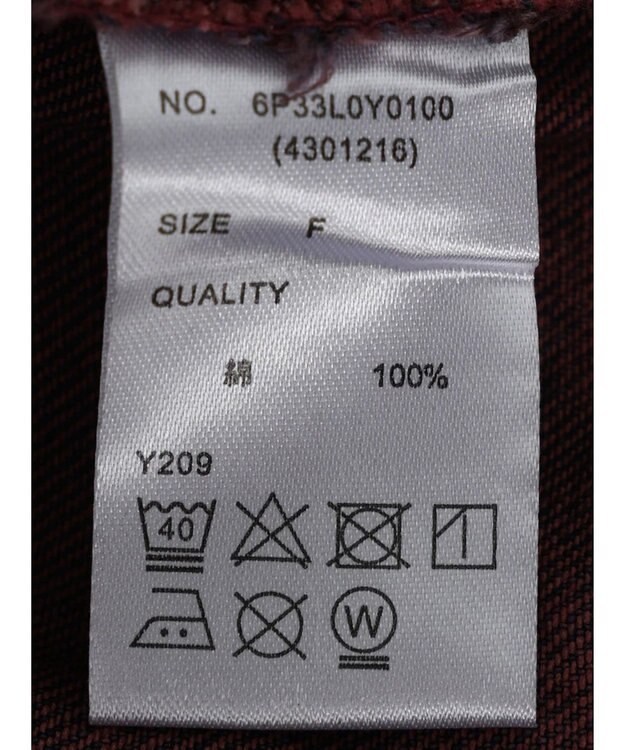 NO. 6P33L0Y0100
(4301216)
SIZE F
QUALITY
綿 100%
Y209
40
W